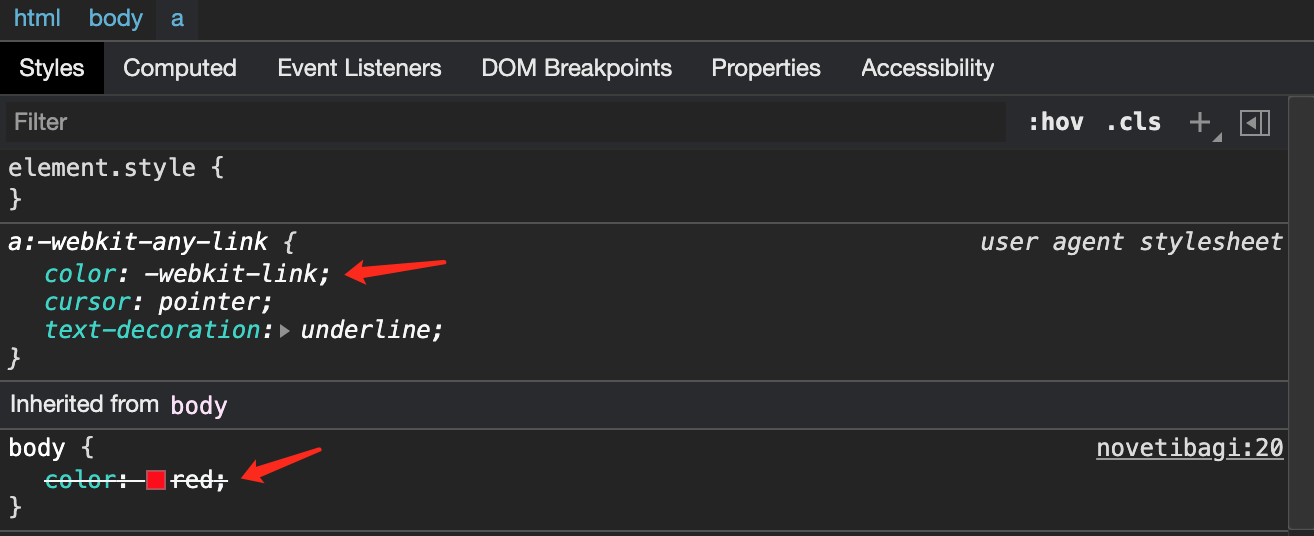 html body a
Styles Computed Event Listeners DOM Breakpoints Properties Accessibility
Filter :hov .cls
element.style {
}
a:-webkit-any-link { user agent stylesheet
color: -webkit-link;
cursor: pointer;
text-decoration: underline;
}
Inherited from body
body { novetibagi:20
color: red;
}